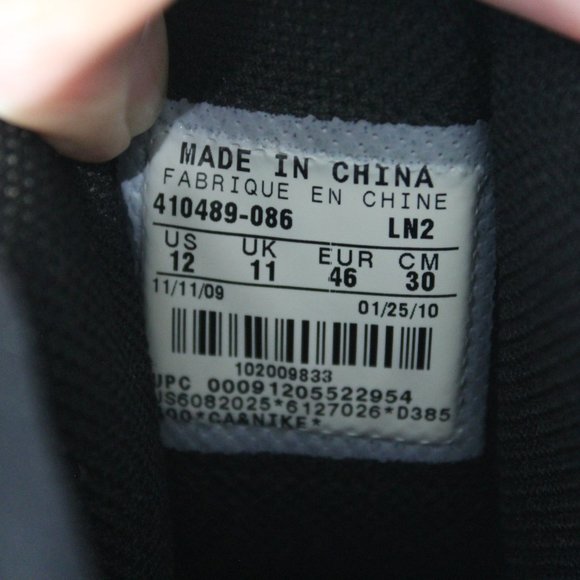 MADE IN CHINA
FABRIQUE EN CHINE
410489-086 LN2
US UK EUR CM
12 11 46 30
11/11/09 01/25/10
102009833
UPC 00091205522954
US6082025*6127026*D385
*CA&NIKE*